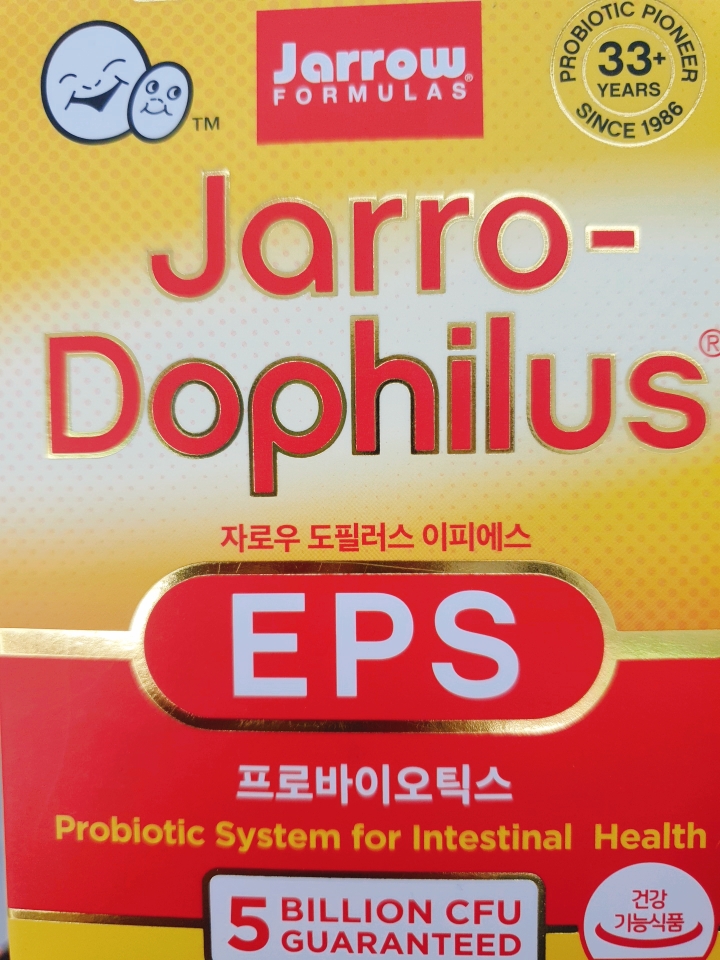 TM
Jarrow®
FORMULAS
PROBIOTIC PIONEER
33+
YEARS
SINCE 1986
Jarro-
Dophilus®
자로우 도필러스 이피에스
EPS
프로바이오틱스
Probiotic System for Intestinal Health
5 BILLION CFU
GUARANTEED
건강
기능식품